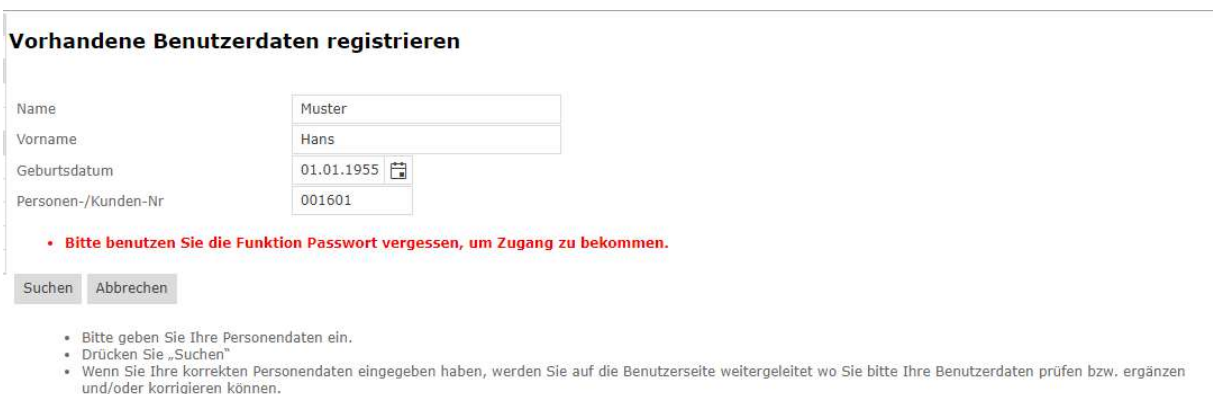 Vorhandene Benutzerdaten registrieren
Name Muster
Vorname Hans
Geburtsdatum 01.01.1955
Personen-/Kunden-Nr 001601
• Bitte benutzen Sie die Funktion Passwort vergessen, um Zugang zu bekommen.
Suchen Abbrechen
• Bitte geben Sie Ihre Personendaten ein.
• Drücken Sie „Suchen“
• Wenn Sie Ihre korrekten Personendaten eingegeben haben, werden Sie auf die Benutzerseite weitergeleitet wo Sie bitte Ihre Benutzerdaten prüfen bzw. ergänzen
und/oder korrigieren können.